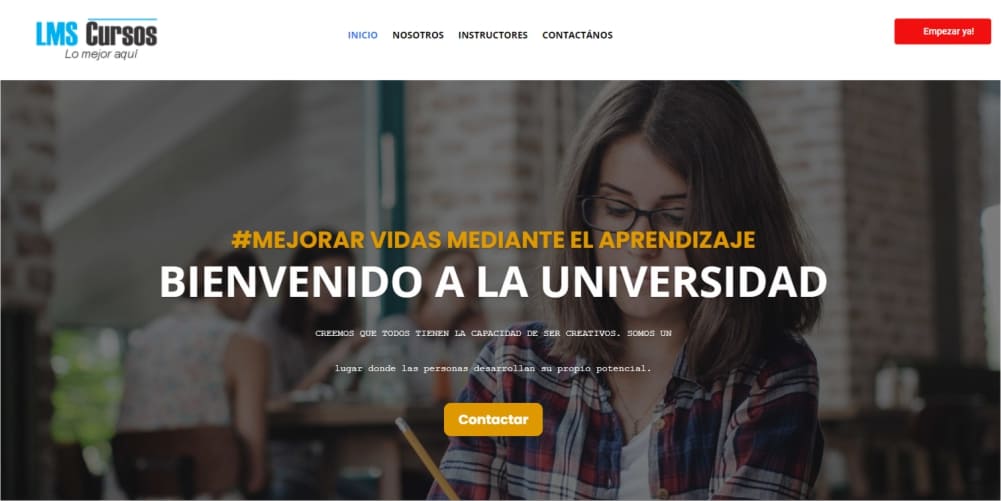 LMS Cursos
Lo mejor aquí
INICIO NOSOTROS INSTRUCTORES CONTACTÁNOS
Empezar ya!
#MEJORAR VIDAS MEDIANTE EL APRENDIZAJE
BIENVENIDO A LA UNIVERSIDAD
CREEMOS QUE TODOS TIENEN LA CAPACIDAD DE SER CREATIVOS. SOMOS UN
lugar donde las personas desarrollan su propio potencial.
Contactar